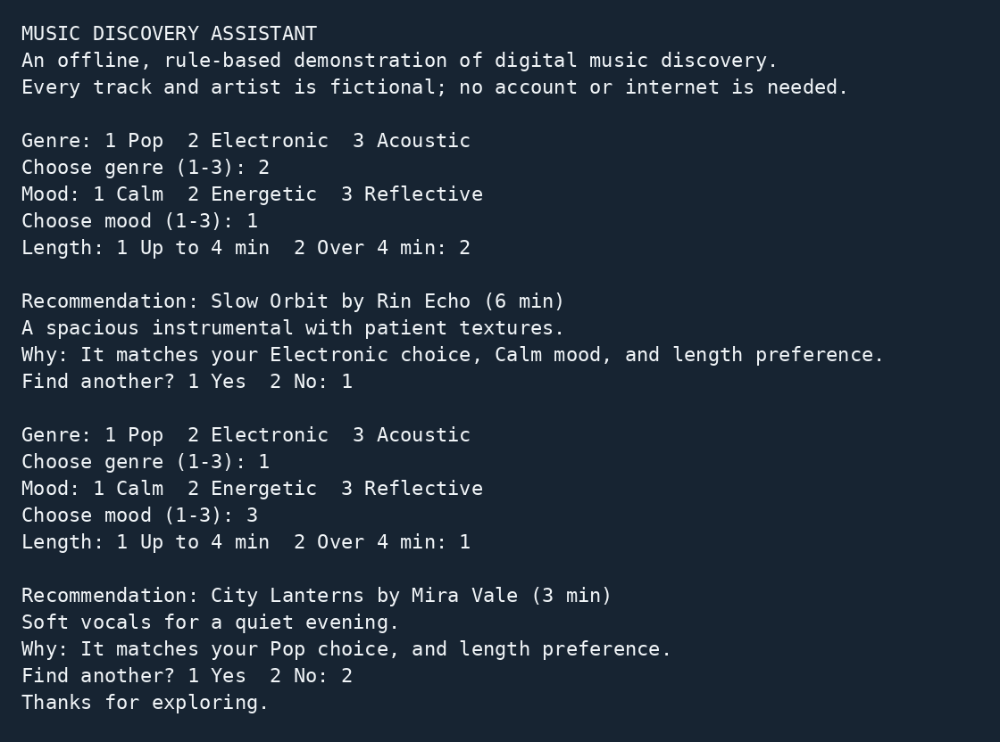 MUSIC DISCOVERY ASSISTANT
An offline, rule-based demonstration of digital music discovery.
Every track and artist is fictional; no account or internet is needed.
Genre: 1 Pop  2 Electronic  3 Acoustic
Choose genre (1-3): 2
Mood: 1 Calm  2 Energetic  3 Reflective
Choose mood (1-3): 1
Length: 1 Up to 4 min  2 Over 4 min: 2
Recommendation: Slow Orbit by Rin Echo (6 min)
A spacious instrumental with patient textures.
Why: It matches your Electronic choice, Calm mood, and length preference.
Find another? 1 Yes  2 No: 1
Genre: 1 Pop  2 Electronic  3 Acoustic
Choose genre (1-3): 1
Mood: 1 Calm  2 Energetic  3 Reflective
Choose mood (1-3): 3
Length: 1 Up to 4 min  2 Over 4 min: 1
Recommendation: City Lanterns by Mira Vale (3 min)
Soft vocals for a quiet evening.
Why: It matches your Pop choice, and length preference.
Find another? 1 Yes  2 No: 2
Thanks for exploring.